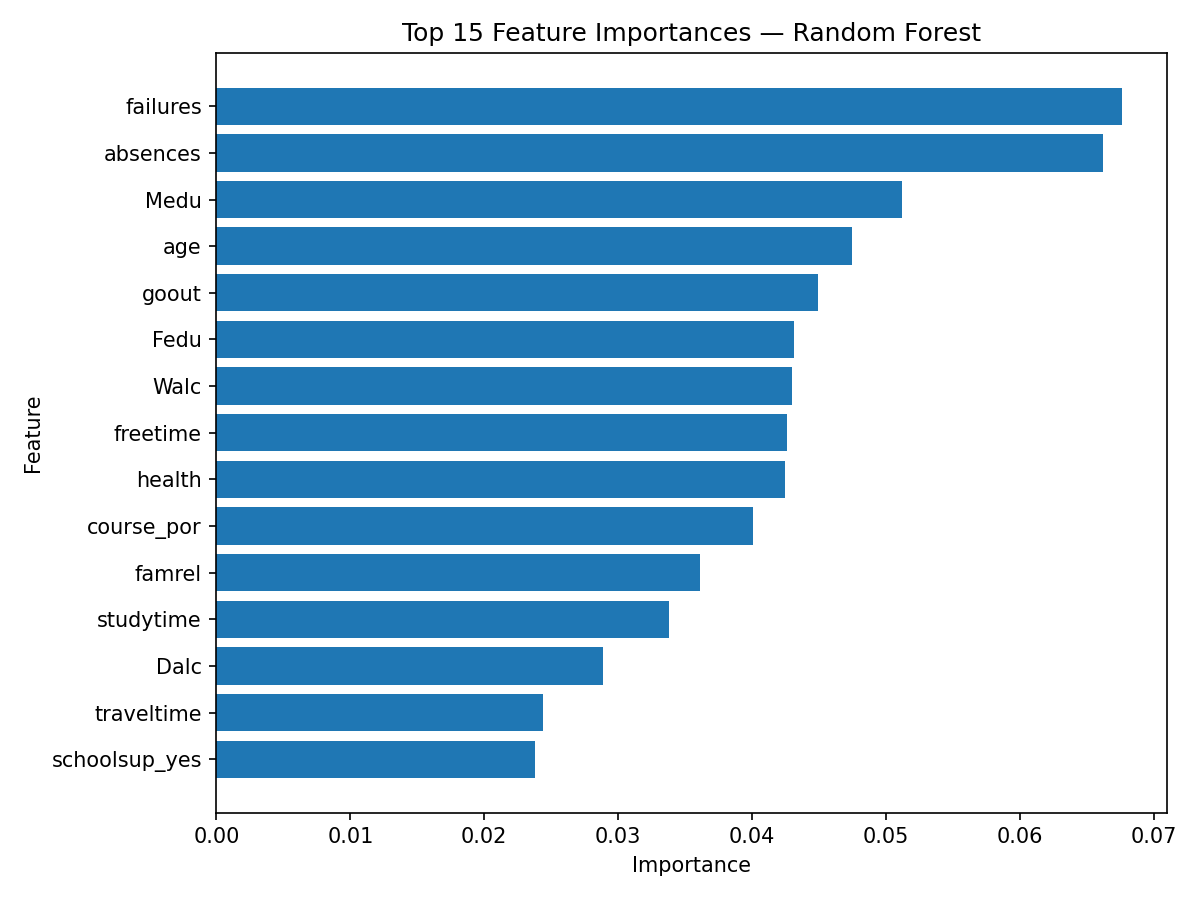 Top 15 Feature Importances — Random Forest
failures
absences
Medu
age
goout
Fedu
Walc
freetime
health
course_por
famrel
studytime
Dalc
traveltime
schoolsup_yes
Feature
0.00 0.01 0.02 0.03 0.04 0.05 0.06 0.07
Importance